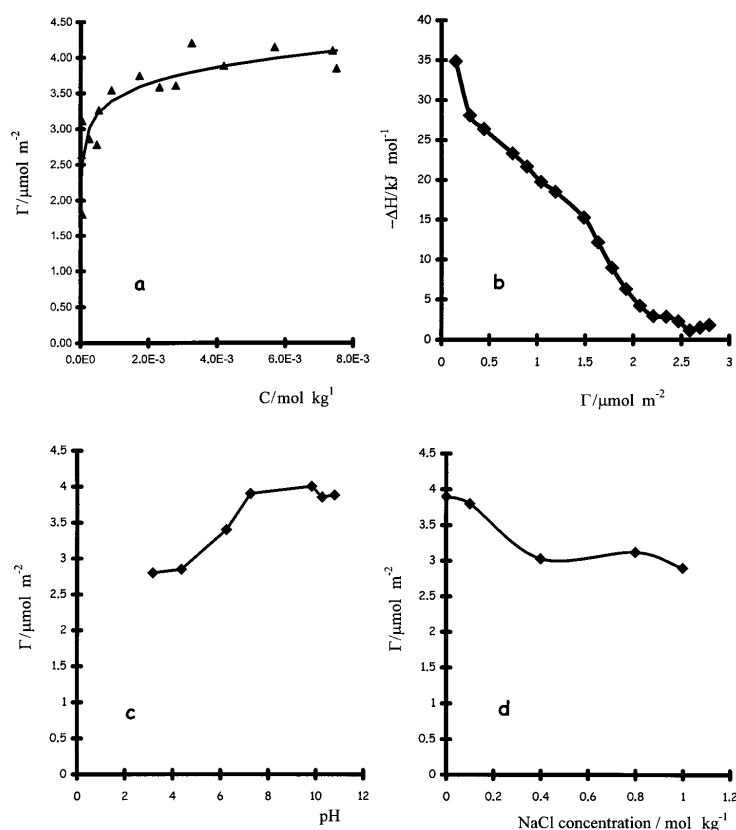 4.50
4.00
3.50
3.00
2.50
2.00
1.50
1.00
0.50
0.00
Γ/μmol m-2
a
0.0E0 2.0E-3 4.0E-3 6.0E-3 8.0E-3
C/mol kg1
40
35
30
25
20
15
10
5
0
-ΔH/kJ mol-1
b
0 0.5 1 1.5 2 2.5 3
Γ/μmol m-2
4.5
4
3.5
3
2.5
2
1.5
1
0.5
0
Γ/μmol m-2
c
0 2 4 6 8 10 12
pH
4.5
4
3.5
3
2.5
2
1.5
1
0.5
0
Γ/μmol m-2
d
0 0.2 0.4 0.6 0.8 1 1.2
NaCl concentration / mol kg-1